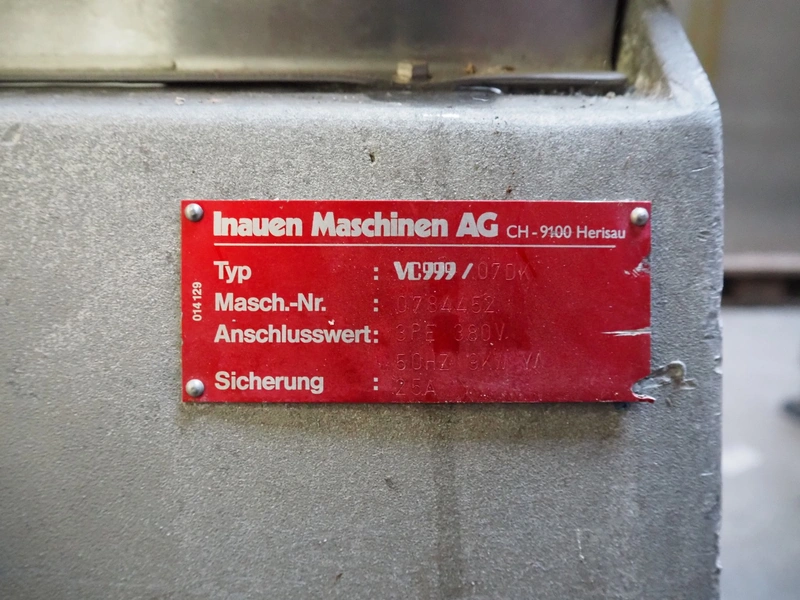 Inauen Maschinen AG CH - 9100 Herisau
Typ : VC999 / 07DK
Masch.-Nr. : 0784452
Anschlusswert: 3PE 380V
50HZ
Sicherung : 25A
014129